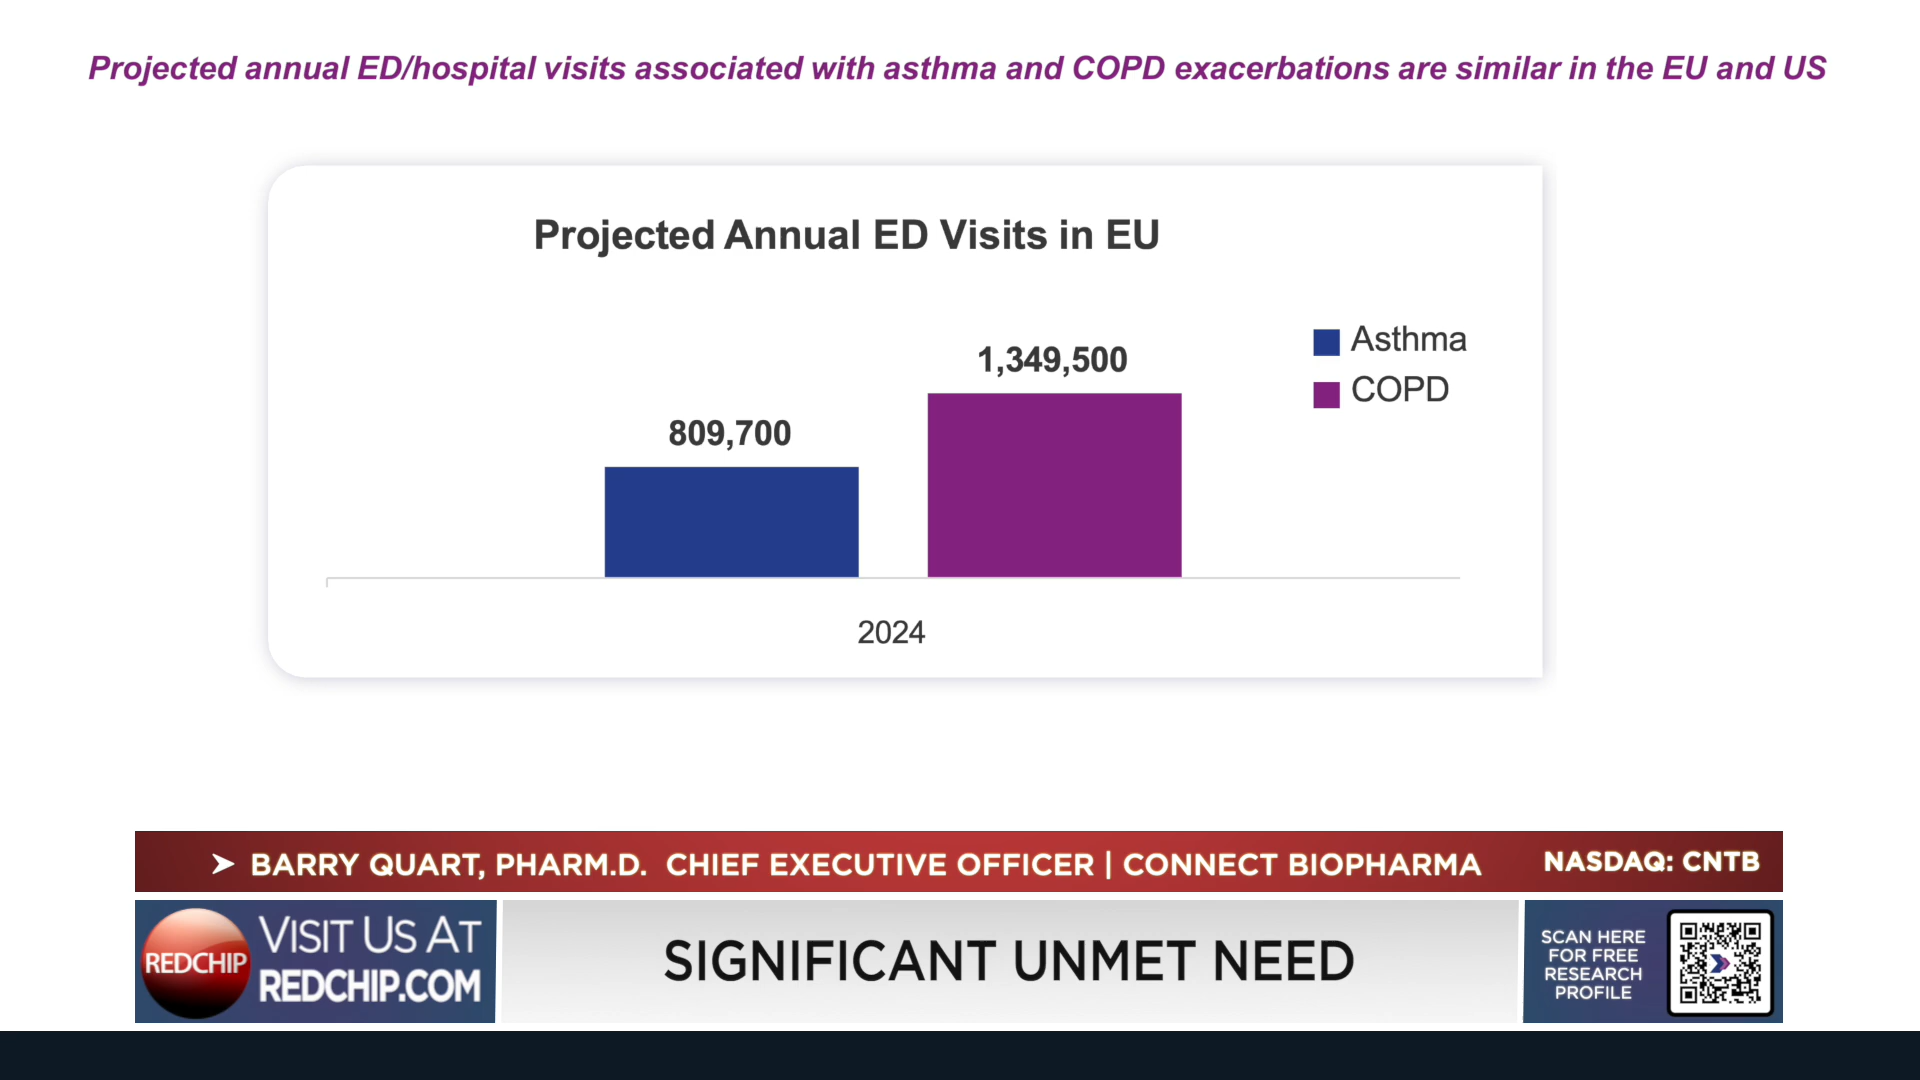 Projected annual ED/hospital visits associated with asthma and COPD exacerbations are similar in the EU and US
Projected Annual ED Visits in EU
Asthma
COPD
1,349,500
809,700
2024
➤ BARRY QUART, PHARM.D. CHIEF EXECUTIVE OFFICER | CONNECT BIOPHARMA
NASDAQ: CNTB
REDCHIP
VISIT US AT
REDCHIP.COM
SIGNIFICANT UNMET NEED
SCAN HERE
FOR FREE
RESEARCH
PROFILE